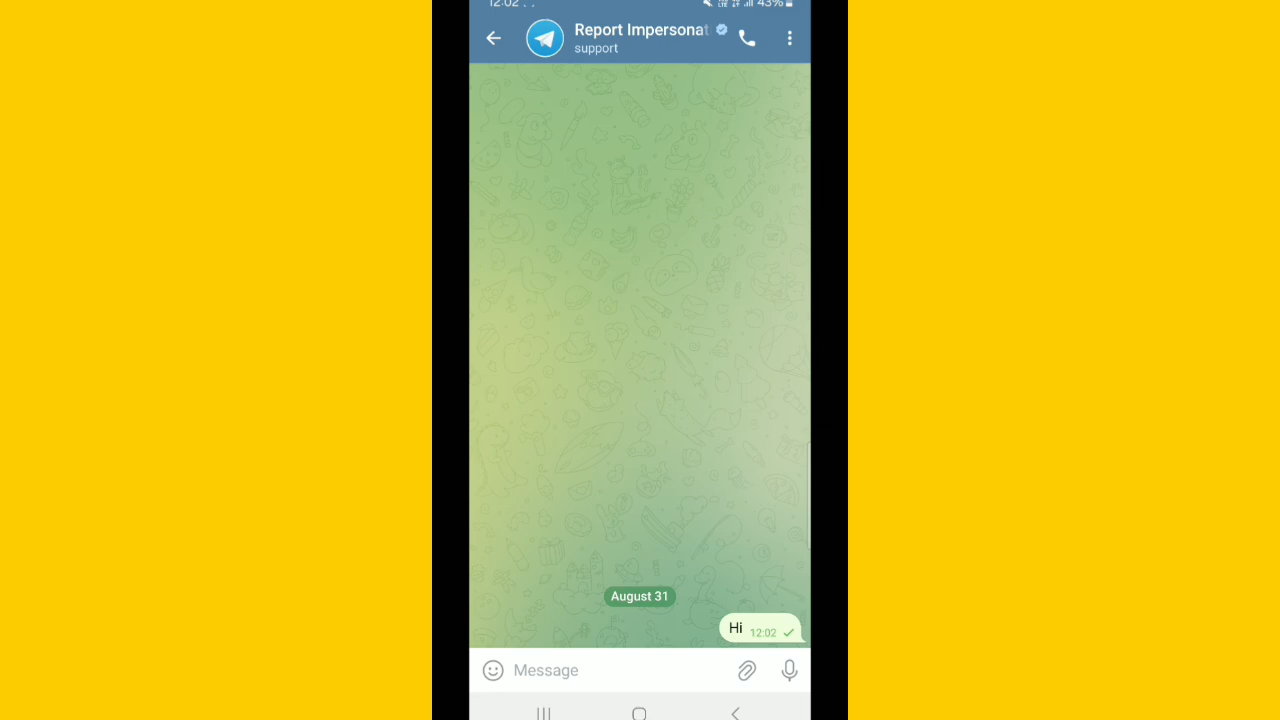 12:02
43%
Report Impersonat
support
August 31
Hi 12:02
Message